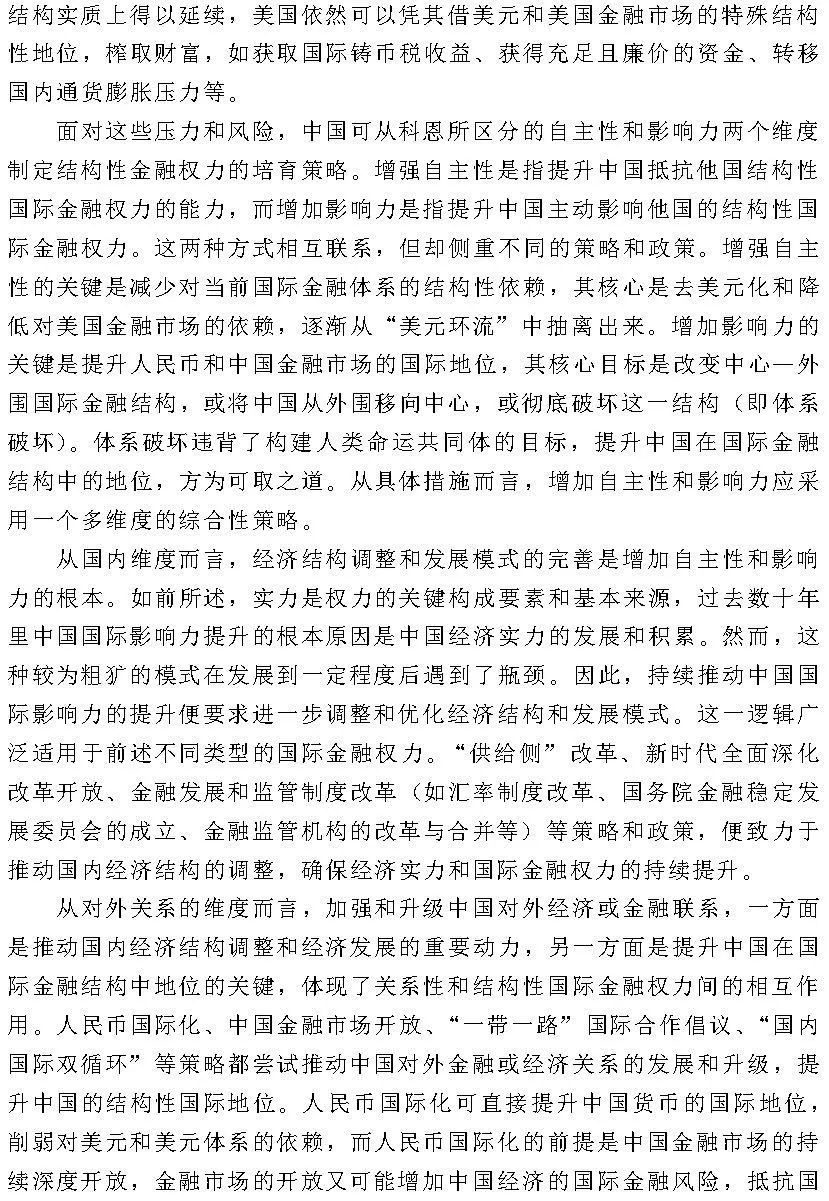 结构实质上得以延续，美国依然可以凭其借美元和美国金融市场的特殊结构
性地位，榨取财富，如获取国际铸币税收益、获得充足且廉价的资金、转移
国内通货膨胀压力等。
面对这些压力和风险，中国可从科恩所区分的自主性和影响力两个维度
制定结构性金融权力的培育策略。增强自主性是指提升中国抵抗他国结构性
国际金融权力的能力，而增加影响力是指提升中国主动影响他国的结构性国
际金融权力。这两种方式相互联系，但却侧重不同的策略和政策。增强自主
性的关键是减少对当前国际金融体系的结构性依赖，其核心是去美元化和降
低对美国金融市场的依赖，逐渐从“美元环流”中抽离出来。增加影响力的
关键是提升人民币和中国金融市场的国际地位，其核心目标是改变中心—外
围国际金融结构，或将中国从外围移向中心，或彻底破坏这一结构（即体系
破坏）。体系破坏违背了构建人类命运共同体的目标，提升中国在国际金融
结构中的地位，方为可取之道。从具体措施而言，增加自主性和影响力应采
用一个多维度的综合性策略。
从国内维度而言，经济结构调整和发展模式的完善是增加自主性和影响
力的根本。如前所述，实力是权力的关键构成要素和基本来源，过去数十年
里中国国际影响力提升的根本原因是中国经济实力的发展和积累。然而，这
种较为粗犷的模式在发展到一定程度后遇到了瓶颈。因此，持续推动中国国
际影响力的提升便要求进一步调整和优化经济结构和发展模式。这一逻辑广
泛适用于前述不同类型的国际金融权力。“供给侧”改革、新时代全面深化
改革开放、金融发展和监管制度改革（如汇率制度改革、国务院金融稳定发
展委员会的成立、金融监管机构的改革与合并等）等策略和政策，便致力于
推动国内经济结构的调整，确保经济实力和国际金融权力的持续提升。
从对外关系的维度而言，加强和升级中国对外经济或金融联系，一方面
是推动国内经济结构调整和经济发展的重要动力，另一方面是提升中国在国
际金融结构中地位的关键，体现了关系性和结构性国际金融权力间的相互作
用。人民币国际化、中国金融市场开放、“一带一路”国际合作倡议、“国内
国际双循环”等策略都尝试推动中国对外金融或经济关系的发展和升级，提
升中国的结构性国际地位。人民币国际化可直接提升中国货币的国际地位，
削弱对美元和美元体系的依赖，而人民币国际化的前提是中国金融市场的持
续深度开放，金融市场的开放又可能增加中国经济的国际金融风险，抵抗国